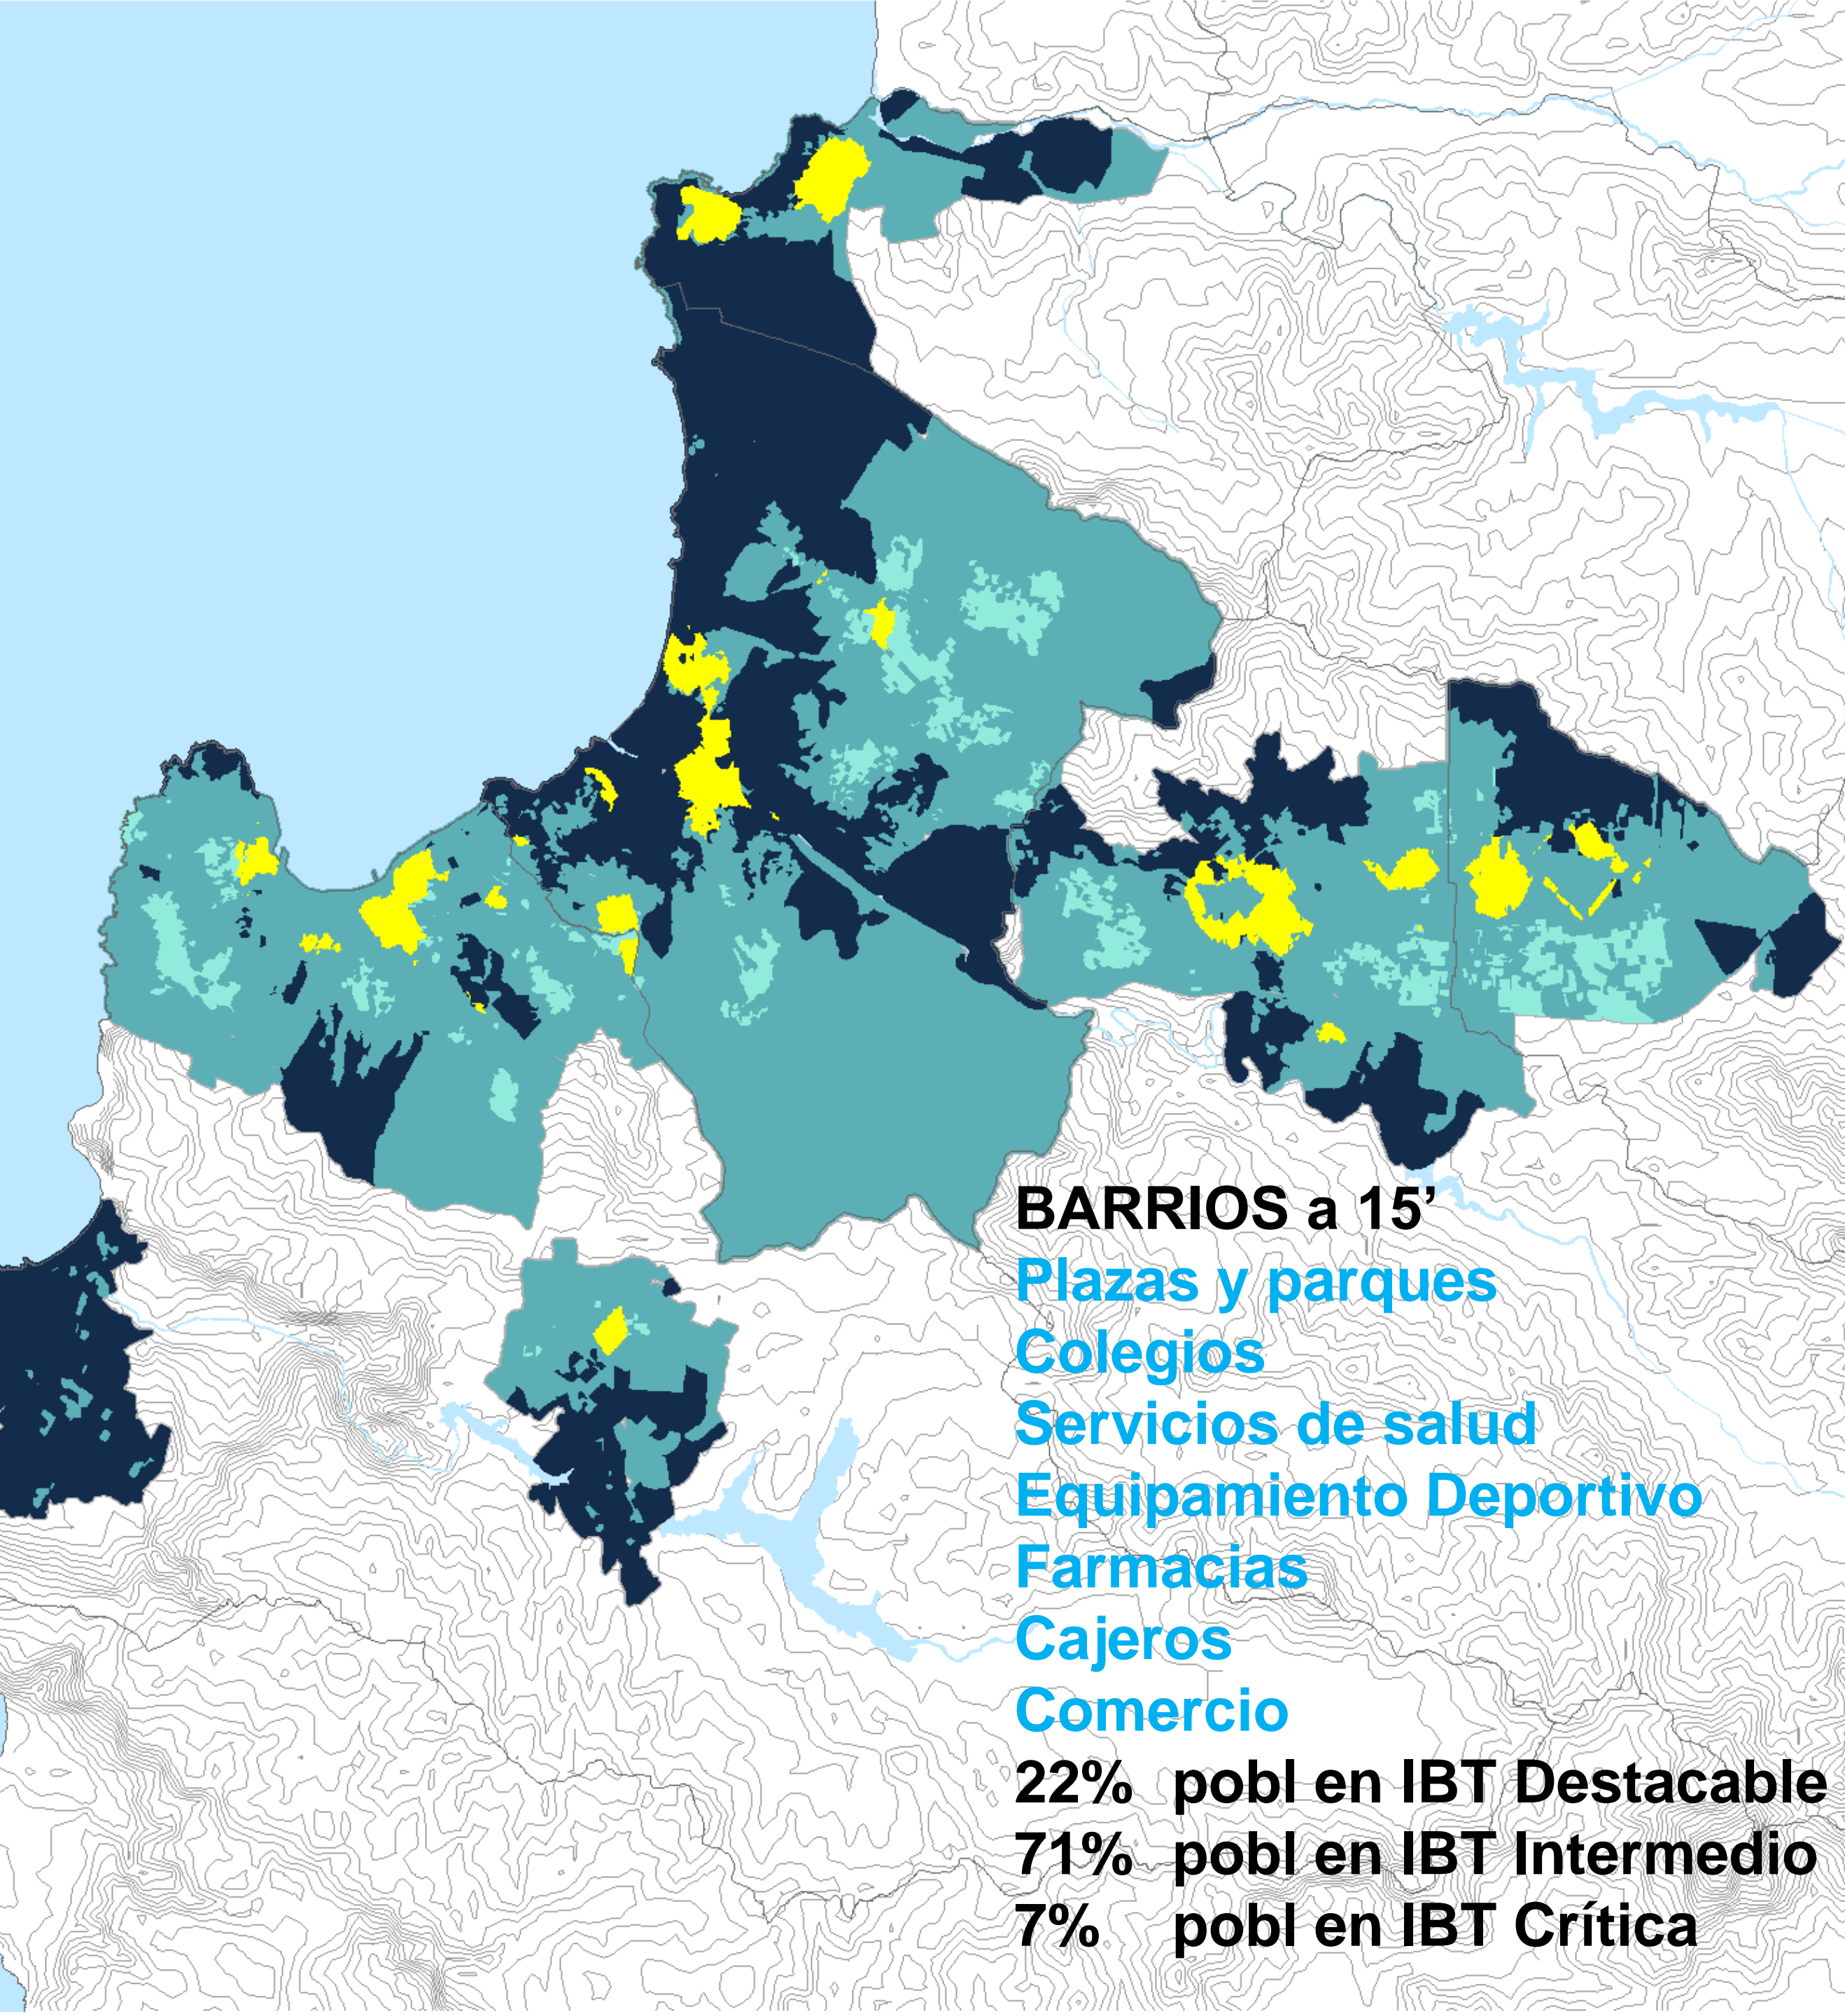 BARRIOS a 15’
Plazas y parques
Colegios
Servicios de salud
Equipamiento Deportivo
Farmacias
Cajeros
Comercio
22% pobl en IBT Destacable
71% pobl en IBT Intermedio
7% pobl en IBT Crítica